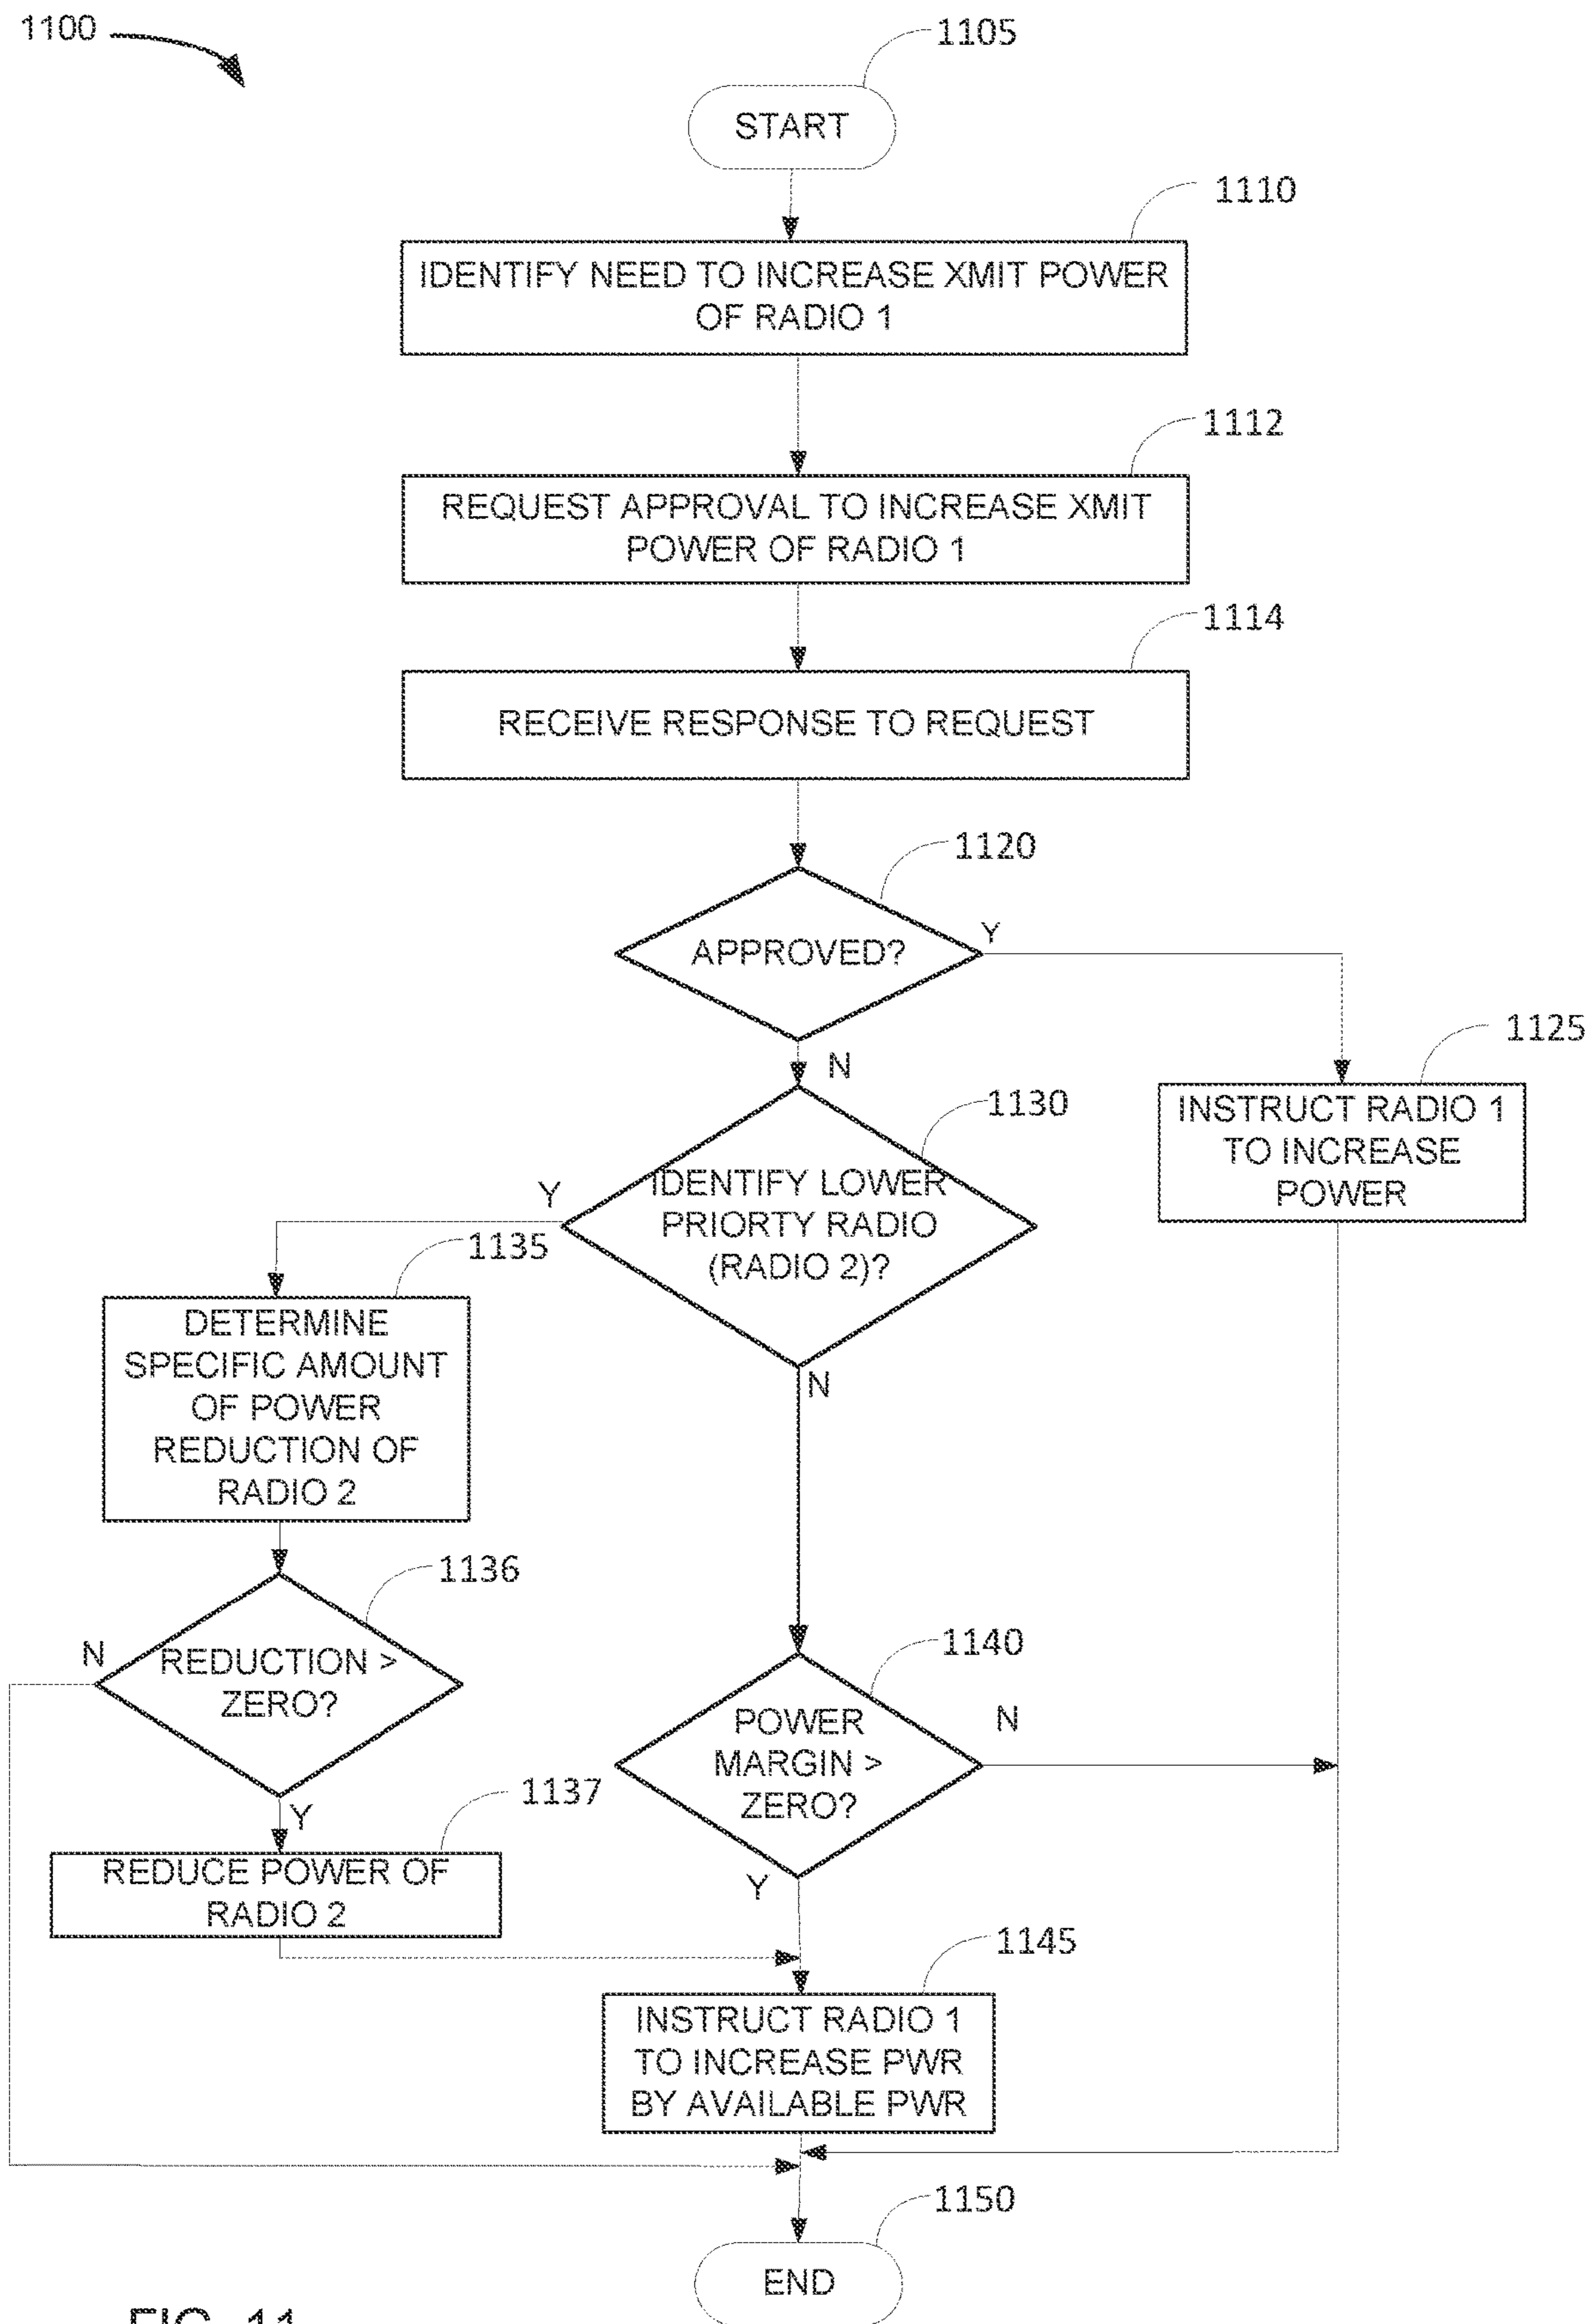 1100
1105
START
1110
IDENTIFY NEED TO INCREASE XMIT POWER
OF RADIO 1
1112
REQUEST APPROVAL TO INCREASE XMIT
POWER OF RADIO 1
1114
RECEIVE RESPONSE TO REQUEST
1120
APPROVED?
Y
N
1125
INSTRUCT RADIO 1
TO INCREASE
POWER
1130
IDENTIFY LOWER
PRIORTY RADIO
(RADIO 2)?
Y
N
1135
DETERMINE
SPECIFIC AMOUNT
OF POWER
REDUCTION OF
RADIO 2
1136
REDUCTION >
ZERO?
N
Y
1137
REDUCE POWER OF
RADIO 2
1140
POWER
MARGIN >
ZERO?
N
Y
1145
INSTRUCT RADIO 1
TO INCREASE PWR
BY AVAILABLE PWR
1150
END
FIG. 11